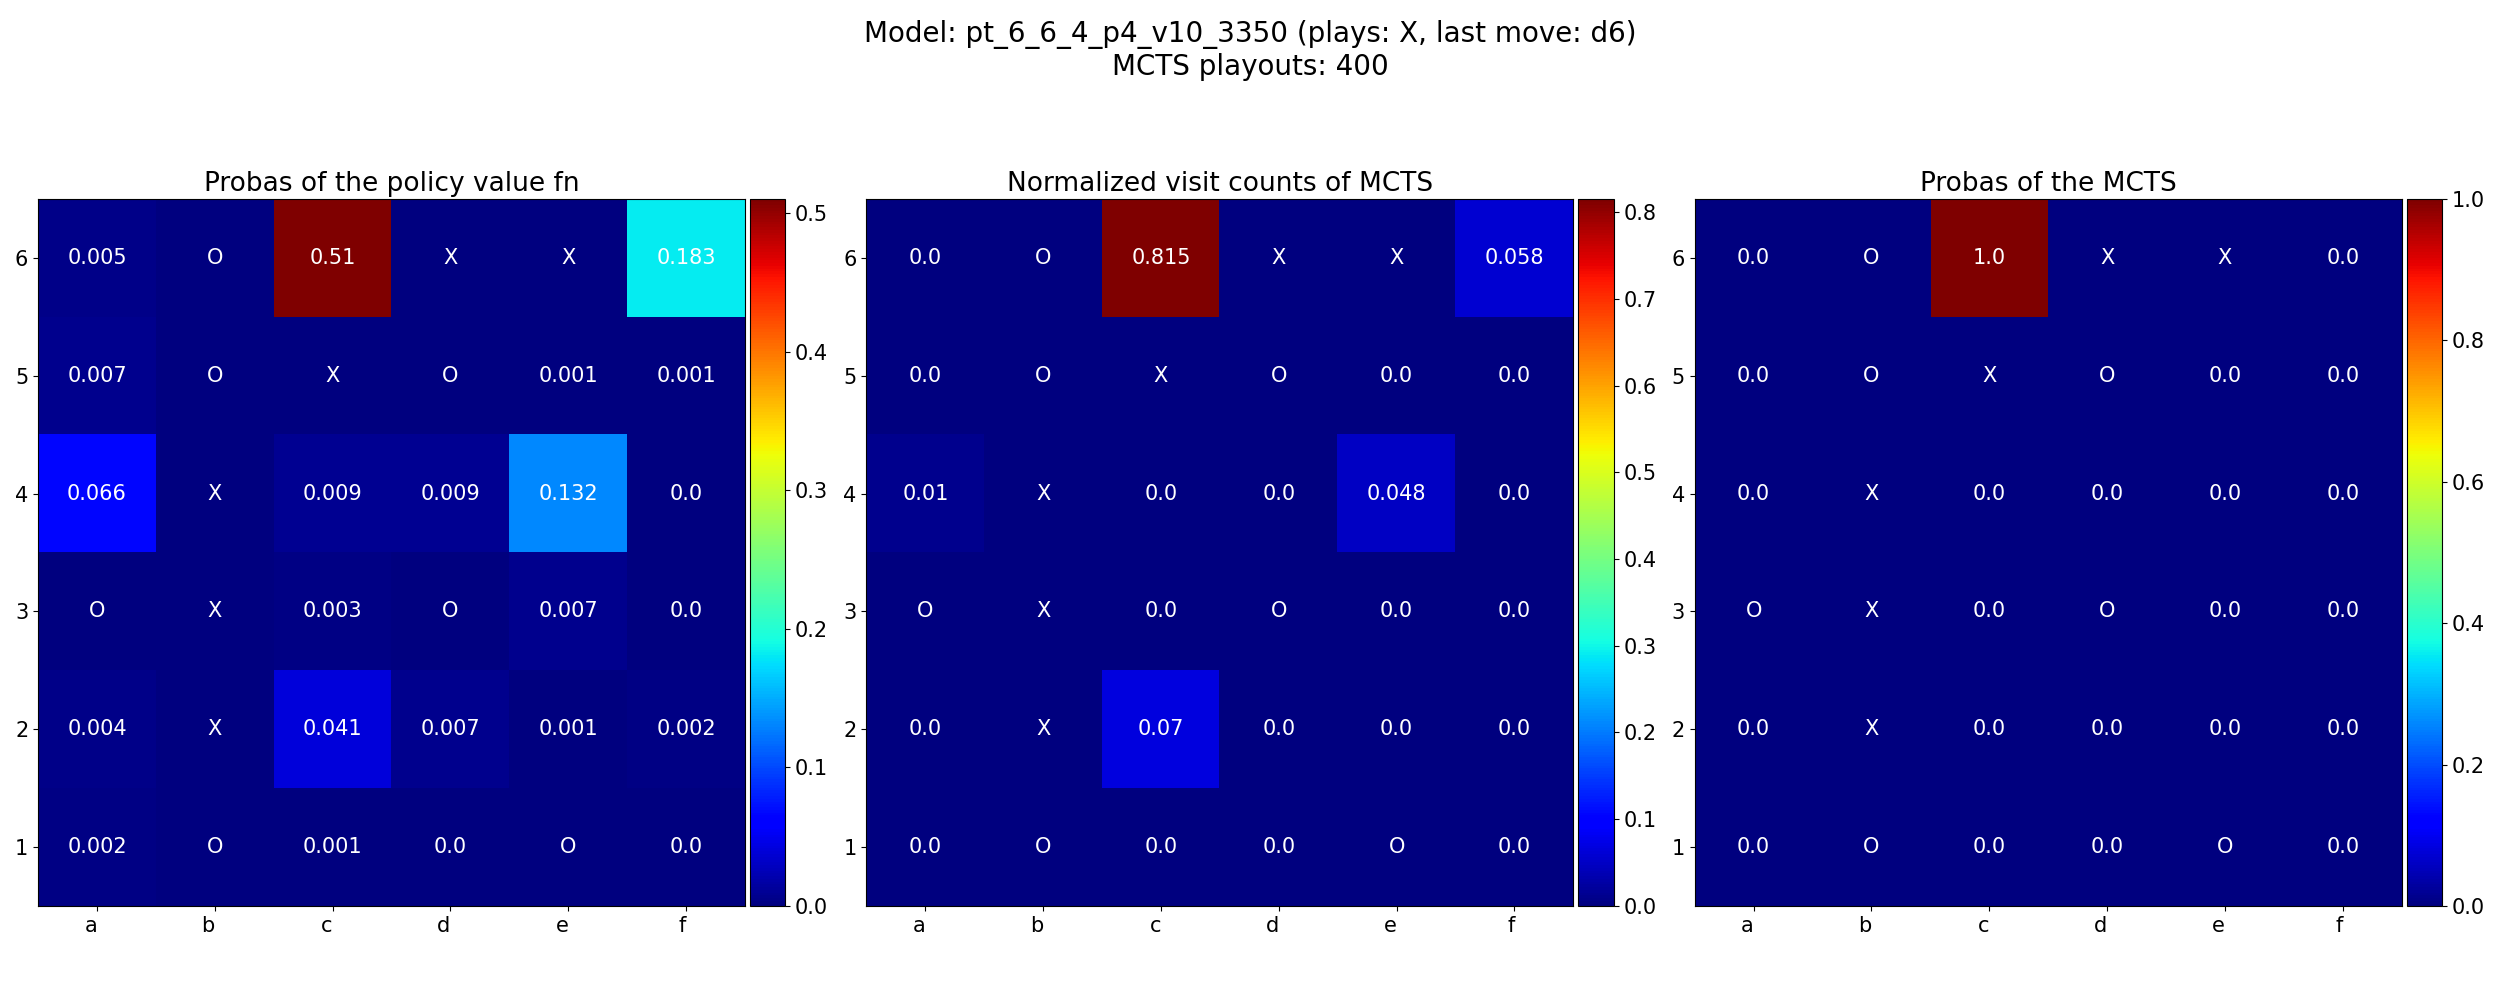 Model: pt_6_6_4_p4_v10_3350 (plays: X, last move: d6)
MCTS playouts: 400
Probas of the policy value fn
6 0.005 O 0.51 X X 0.183
5 0.007 O X O 0.001 0.001
4 0.066 X 0.009 0.009 0.132 0.0
3 O X 0.003 O 0.007 0.0
2 0.004 X 0.041 0.007 0.001 0.002
1 0.002 O 0.001 0.0 O 0.0
a b c d e f
0.5
0.4
0.3
0.2
0.1
0.0
Normalized visit counts of MCTS
6 0.0 O 0.815 X X 0.058
5 0.0 O X O 0.0 0.0
4 0.01 X 0.0 0.0 0.048 0.0
3 O X 0.0 O 0.0 0.0
2 0.0 X 0.07 0.0 0.0 0.0
1 0.0 O 0.0 0.0 O 0.0
a b c d e f
0.8
0.7
0.6
0.5
0.4
0.3
0.2
0.1
0.0
Probas of the MCTS
6 0.0 O 1.0 X X 0.0
5 0.0 O X O 0.0 0.0
4 0.0 X 0.0 0.0 0.0 0.0
3 O X 0.0 O 0.0 0.0
2 0.0 X 0.0 0.0 0.0 0.0
1 0.0 O 0.0 0.0 O 0.0
a b c d e f
1.0
0.8
0.6
0.4
0.2
0.0